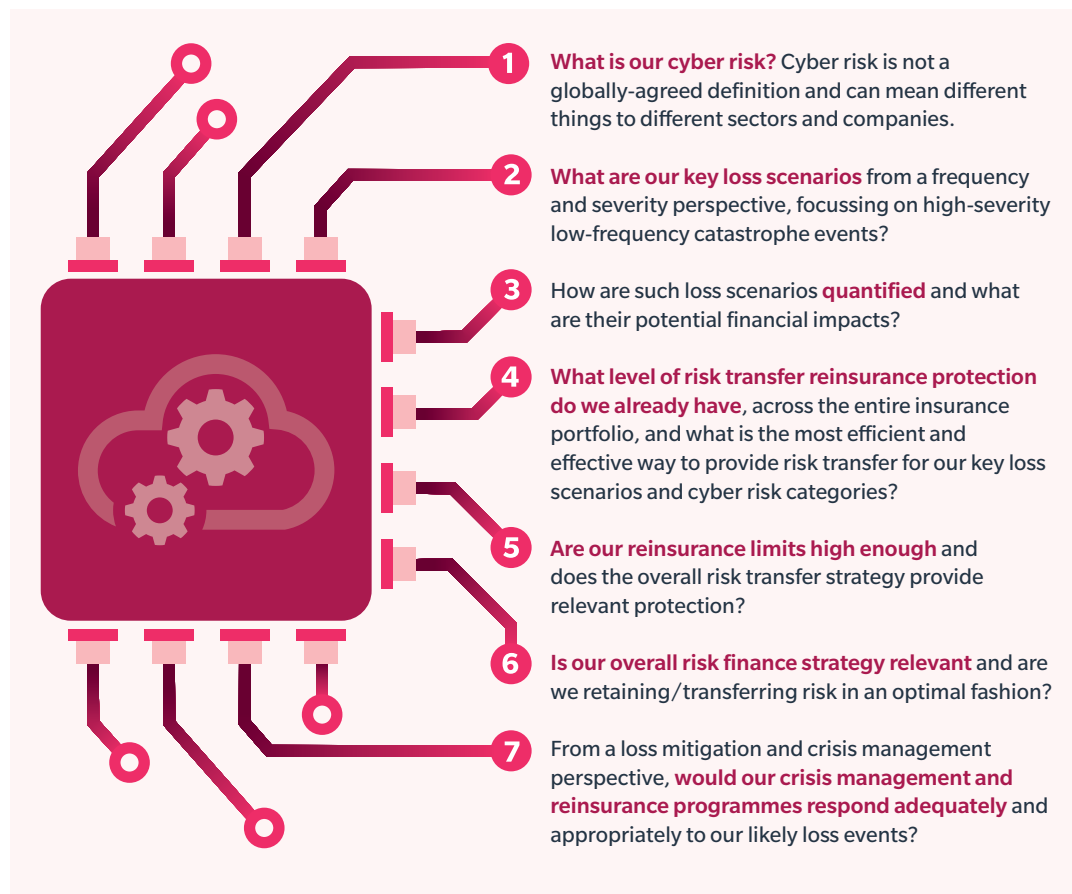 1
What is our cyber risk? Cyber risk is not a
globally-agreed definition and can mean different
things to different sectors and companies.
2
What are our key loss scenarios from a frequency
and severity perspective, focussing on high-severity
low-frequency catastrophe events?
3
How are such loss scenarios quantified and what
are their potential financial impacts?
4
What level of risk transfer reinsurance protection
do we already have, across the entire insurance
portfolio, and what is the most efficient and
effective way to provide risk transfer for our key loss
scenarios and cyber risk categories?
5
Are our reinsurance limits high enough and
does the overall risk transfer strategy provide
relevant protection?
6
Is our overall risk finance strategy relevant and are
we retaining/transferring risk in an optimal fashion?
7
From a loss mitigation and crisis management
perspective, would our crisis management and
reinsurance programmes respond adequately and
appropriately to our likely loss events?